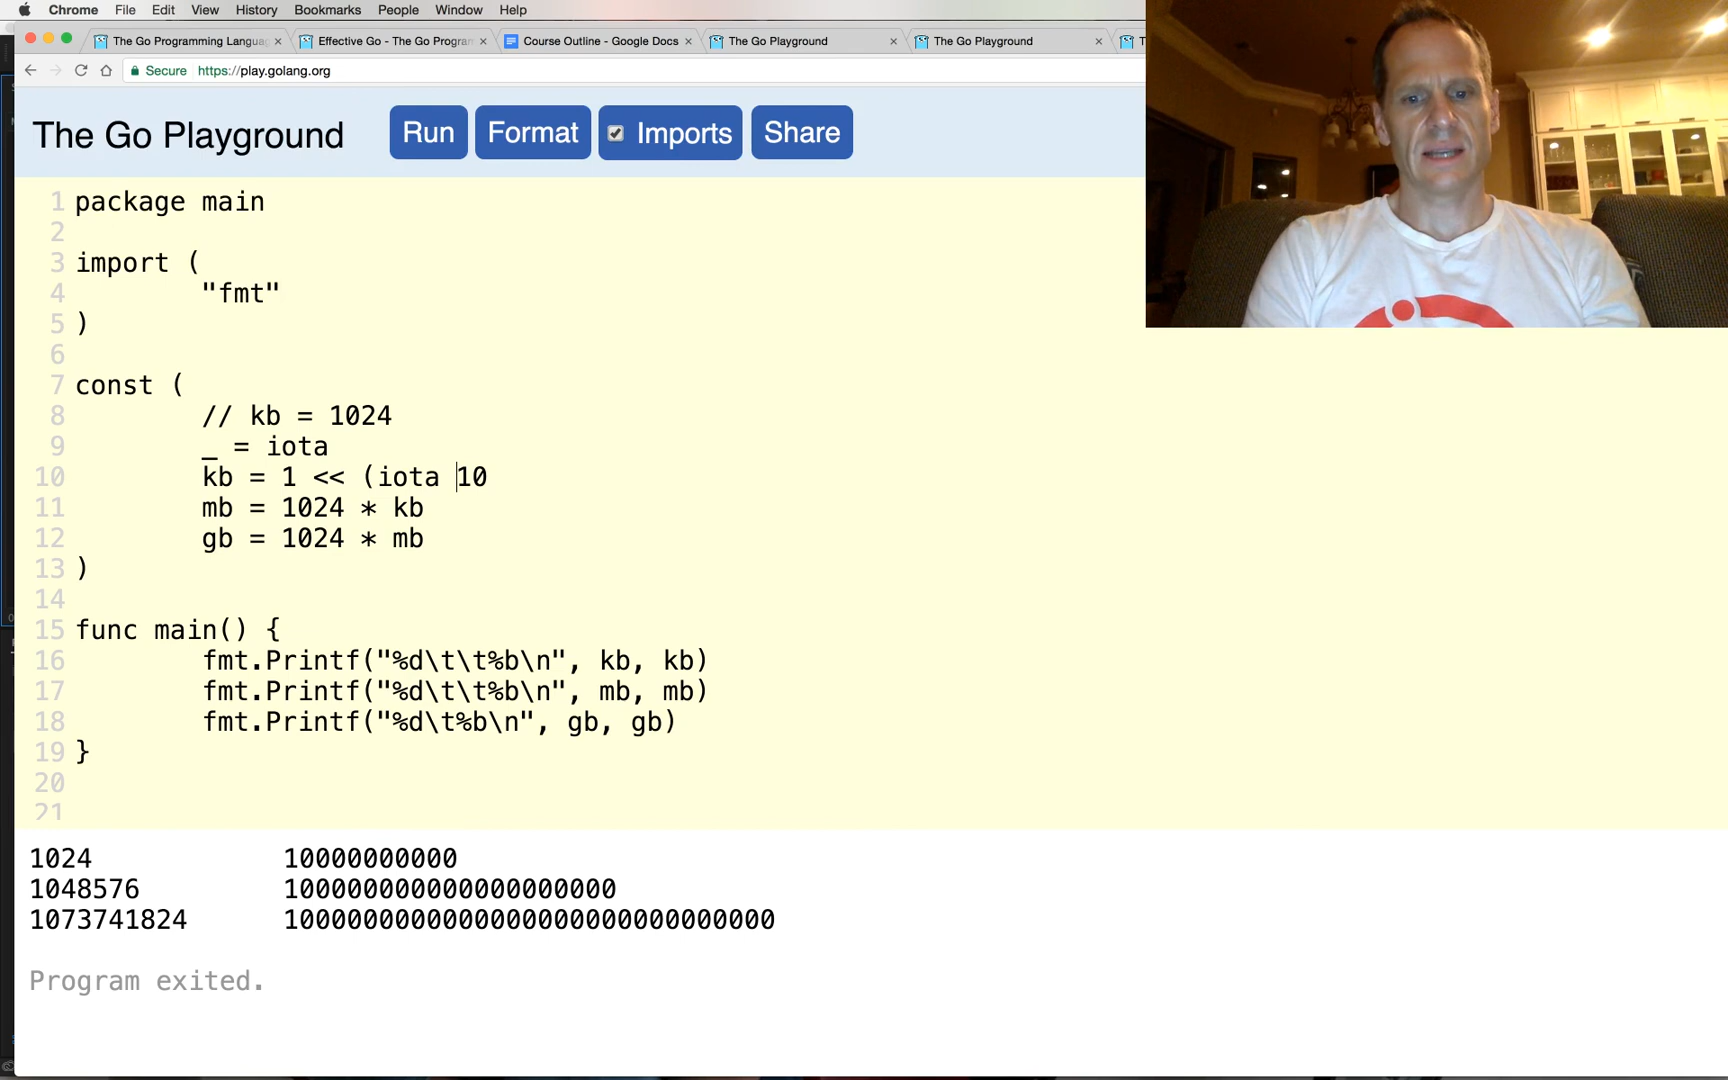 Chrome File Edit View History Bookmarks People Window Help
The Go Programming Langua
Effective Go - The Go Program
Course Outline - Google Docs
The Go Playground
The Go Playground
T
Secure https://play.golang.org
The Go Playground Run Format Imports Share
1 package main
2
3 import (
4 "fmt"
5 )
6
7 const (
8 // kb = 1024
9 _ = iota
10 kb = 1 << (iota 10
11 mb = 1024 * kb
12 gb = 1024 * mb
13 )
14
15 func main() {
16 fmt.Printf("%d\t\t%b\n", kb, kb)
17 fmt.Printf("%d\t\t%b\n", mb, mb)
18 fmt.Printf("%d\t%b\n", gb, gb)
19 }
20
21
1024 10000000000
1048576 100000000000000000000
1073741824 1000000000000000000000000000000
Program exited.